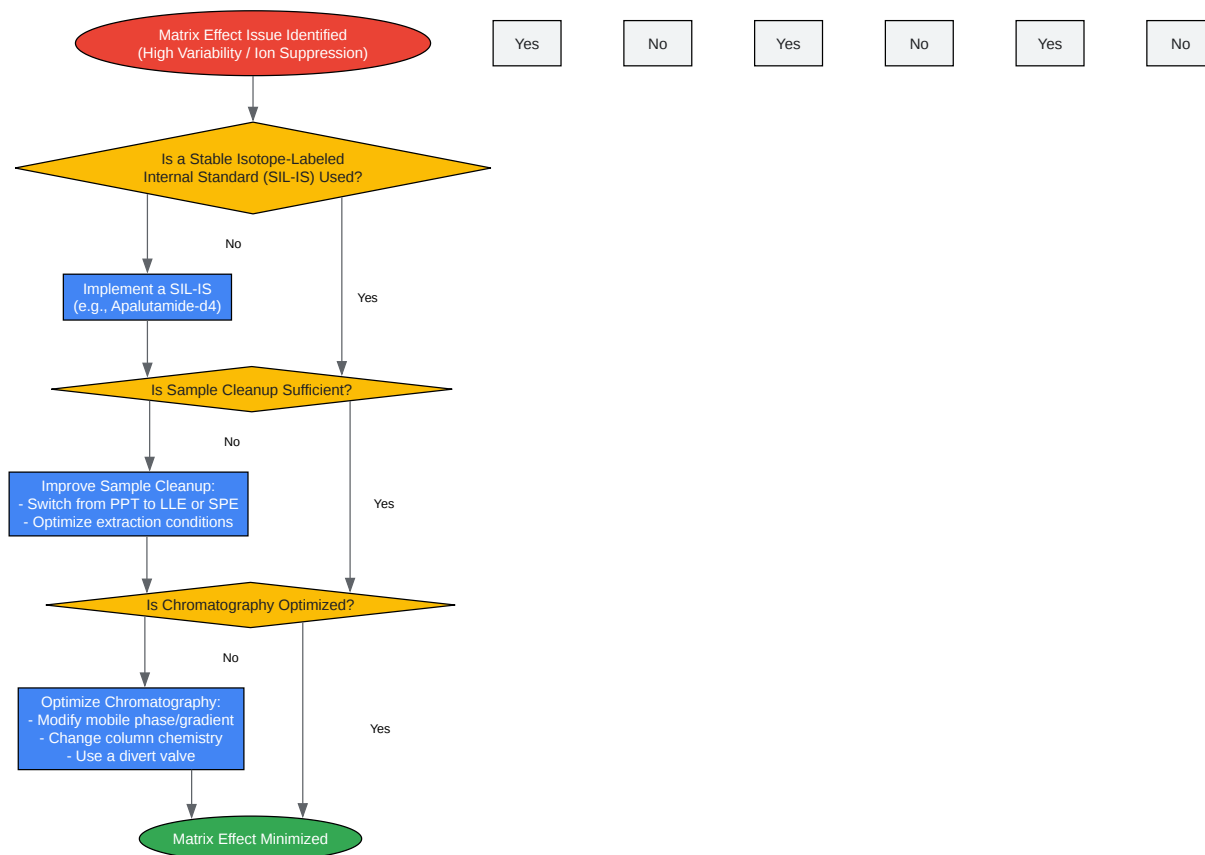 Matrix Effect Issue Identified
(High Variability / Ion Suppression)
Yes
No
Yes
No
Yes
No
Is a Stable Isotope-Labeled
Internal Standard (SIL-IS) Used?
No
Implement a SIL-IS
(e.g., Apalutamide-d4)
Yes
Is Sample Cleanup Sufficient?
No
Improve Sample Cleanup:
- Switch from PPT to LLE or SPE
- Optimize extraction conditions
Yes
Is Chromatography Optimized?
No
Optimize Chromatography:
- Modify mobile phase/gradient
- Change column chemistry
- Use a divert valve
Yes
Matrix Effect Minimized